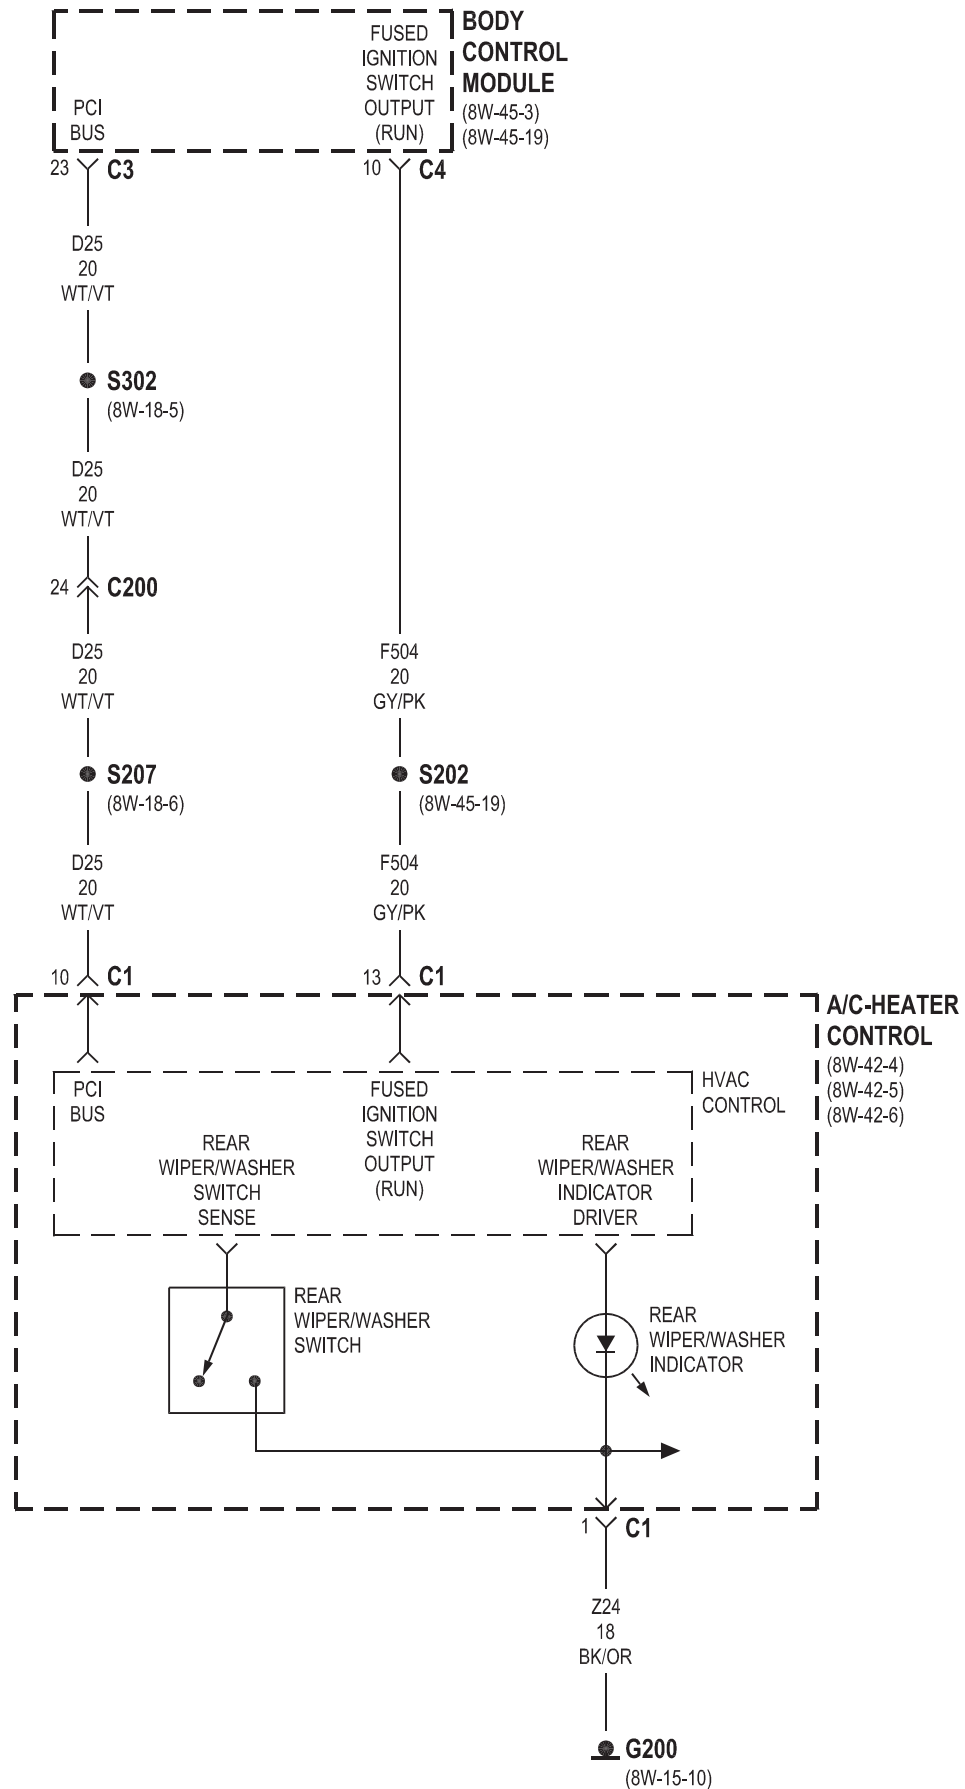 BODY
CONTROL
MODULE
(8W-45-3)
(8W-45-19)
FUSED
IGNITION
SWITCH
OUTPUT
(RUN)
PCI
BUS
23 C3
10 C4
D25
20
WT/VT
S302
(8W-18-5)
D25
20
WT/VT
24 C200
D25
20
WT/VT
F504
20
GY/PK
S207
(8W-18-6)
S202
(8W-45-19)
D25
20
WT/VT
F504
20
GY/PK
10 C1
13 C1
A/C-HEATER
CONTROL
(8W-42-4)
(8W-42-5)
(8W-42-6)
HVAC
CONTROL
PCI
BUS
FUSED
IGNITION
SWITCH
OUTPUT
(RUN)
REAR
WIPER/WASHER
SWITCH
SENSE
REAR
WIPER/WASHER
INDICATOR
DRIVER
REAR
WIPER/WASHER
SWITCH
REAR
WIPER/WASHER
INDICATOR
1 C1
Z24
18
BK/OR
G200
(8W-15-10)